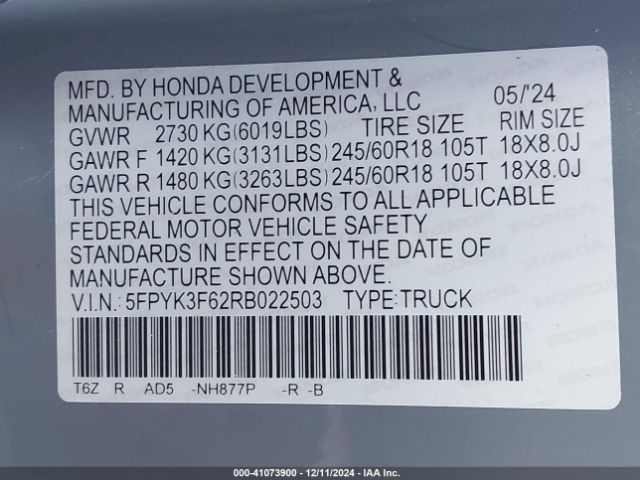 MFD. BY HONDA DEVELOPMENT &
MANUFACTURING OF AMERICA, LLC 05/'24
GVWR 2730 KG(6019LBS) TIRE SIZE RIM SIZE
GAWR F 1420 KG(3131LBS) 245/60R18 105T 18X8.0J
GAWR R 1480 KG(3263LBS) 245/60R18 105T 18X8.0J
THIS VEHICLE CONFORMS TO ALL APPLICABLE
FEDERAL MOTOR VEHICLE SAFETY
STANDARDS IN EFFECT ON THE DATE OF
MANUFACTURE SHOWN ABOVE.
V.I.N.: 5FPYK3F62RB022503 TYPE: TRUCK
T6Z R AD5 -NH877P -R -B
000-41073900 - 12/11/2024 - IAA Inc.